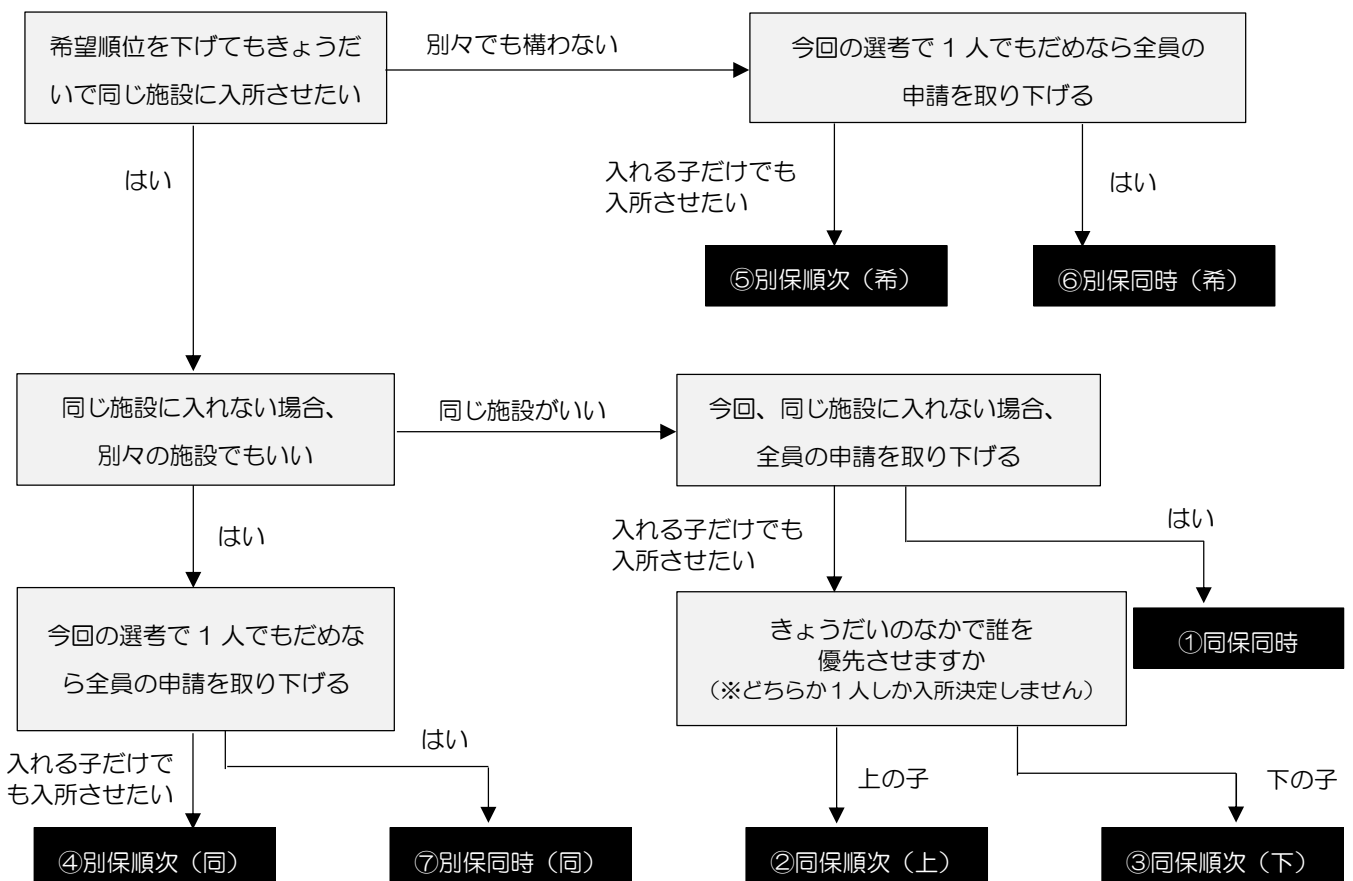 希望順位を下げてもきょうだ
いで同じ施設に入所させたい
別々でも構わない
今回の選考で1人でもだめなら全員の
申請を取り下げる
はい
入れる子だけでも
入所させたい
はい
⑤別保順次（希）
⑥別保同時（希）
同じ施設に入れない場合、
別々の施設でもいい
同じ施設がいい
今回、同じ施設に入れない場合、
全員の申請を取り下げる
はい
入れる子だけでも
入所させたい
はい
今回の選考で1人でもだめな
ら全員の申請を取り下げる
きょうだいのなかで誰を
優先させますか
（※どちらか1人しか入所決定しません）
①同保同時
入れる子だけで
も入所させたい
はい
上の子
下の子
④別保順次（同）
⑦別保同時（同）
②同保順次（上）
③同保順次（下）